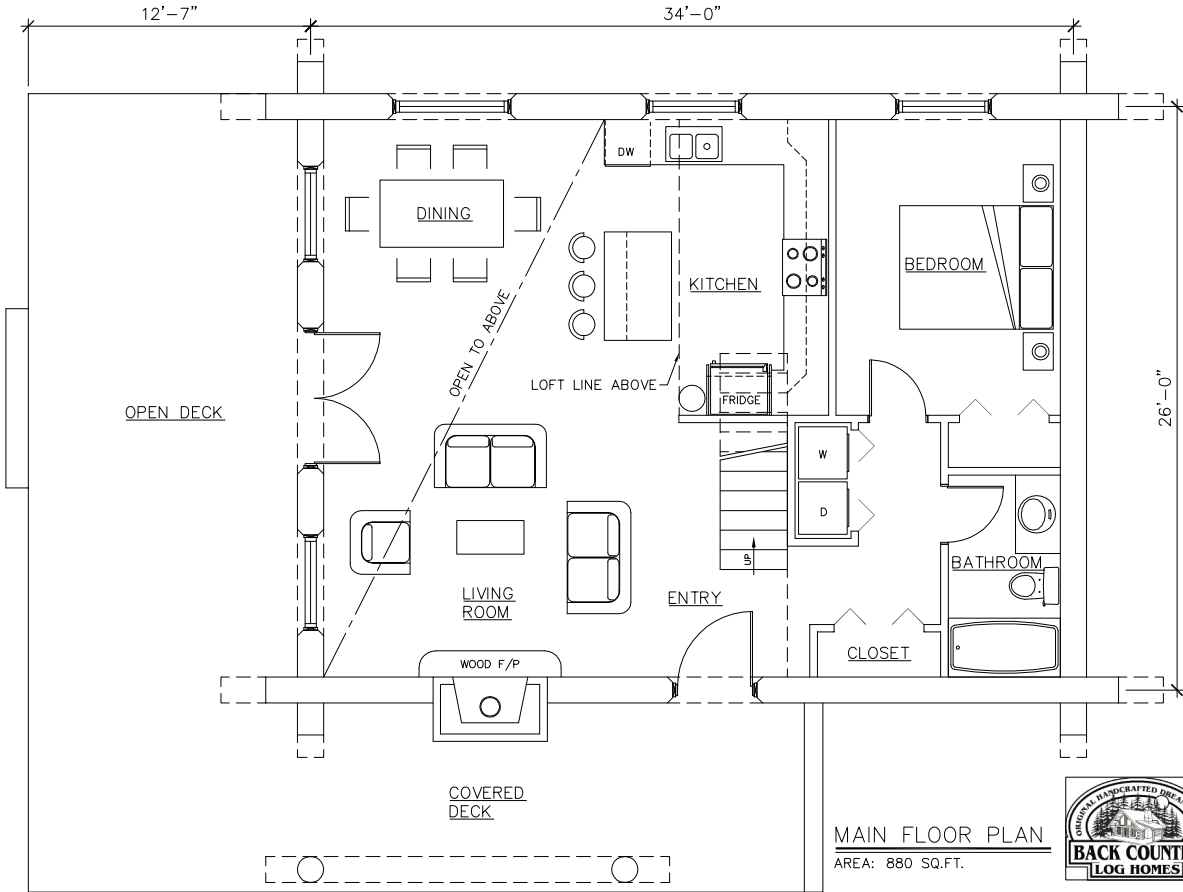 12'-7"
34'-0"
DW
DINING
BEDROOM
KITCHEN
OPEN TO ABOVE
26'-0"
LOFT LINE ABOVE
FRIDGE
OPEN DECK
W
D
UP
BATHROOM
LIVING
ROOM
ENTRY
CLOSET
WOOD F/P
COVERED
DECK
MAIN FLOOR PLAN
AREA: 880 SQ.FT.
ORIGINAL HANDCRAFTED
BACK
LOG HOMES